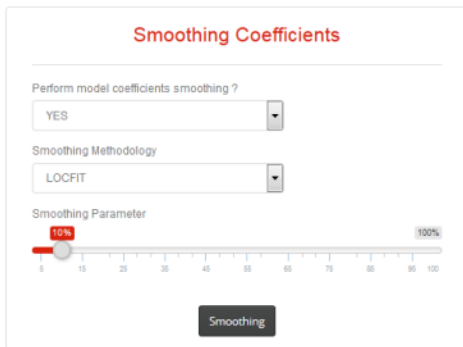 Smoothing Coefficients
Perform model coefficients smoothing ?
YES
Smoothing Methodology
LOCFIT
Smoothing Parameter
10% 100%
5 15 25 35 45 55 65 75 85 95 100
Smoothing